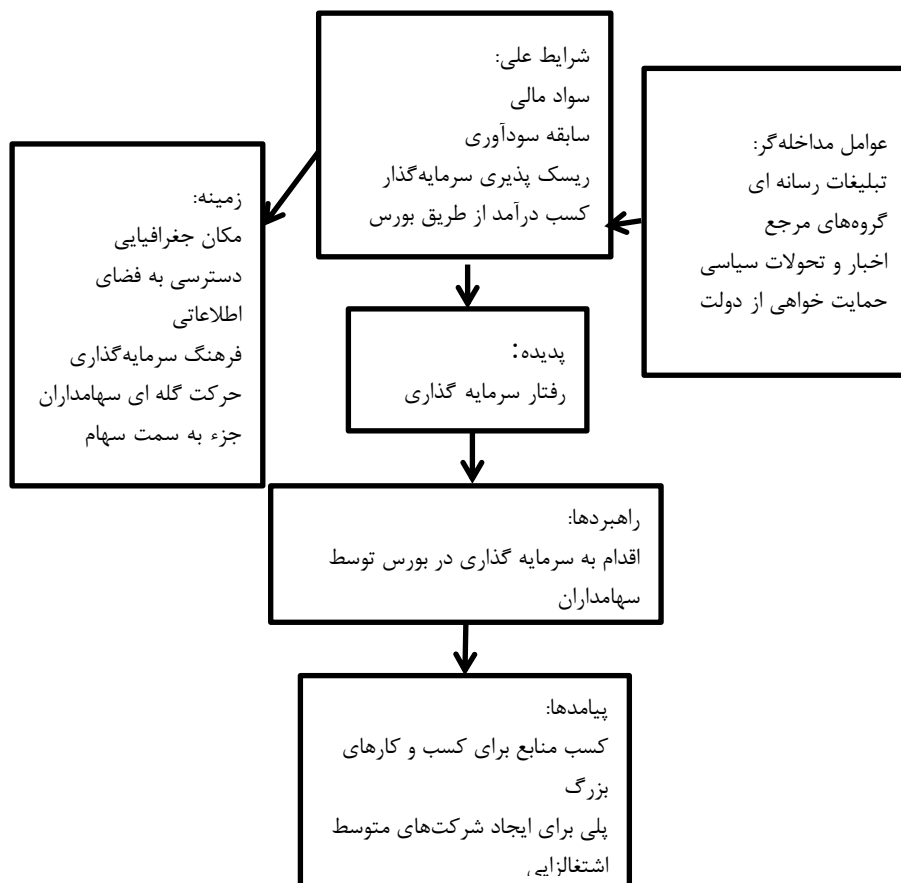 شرایط علی:
سواد مالی
سابقه سودآوری
ریسک پذیری سرمایه‌گذار
کسب درآمد از طریق بورس
عوامل مداخله‌گر:
تبلیغات رسانه ای
گروه‌های مرجع
اخبار و تحولات سیاسی
حمایت خواهی از دولت
زمینه:
مکان جغرافیایی
دسترسی به فضای
اطلاعاتی
فرهنگ سرمایه‌گذاری
حرکت گله ای سهامداران
جزء به سمت سهام
پدیده:
رفتار سرمایه گذاری
راهبردها:
اقدام به سرمایه گذاری در بورس توسط
سهامداران
پیامدها:
کسب منابع برای کسب و کارهای
بزرگ
پلی برای ایجاد شرکت‌های متوسط
اشتغالزایی